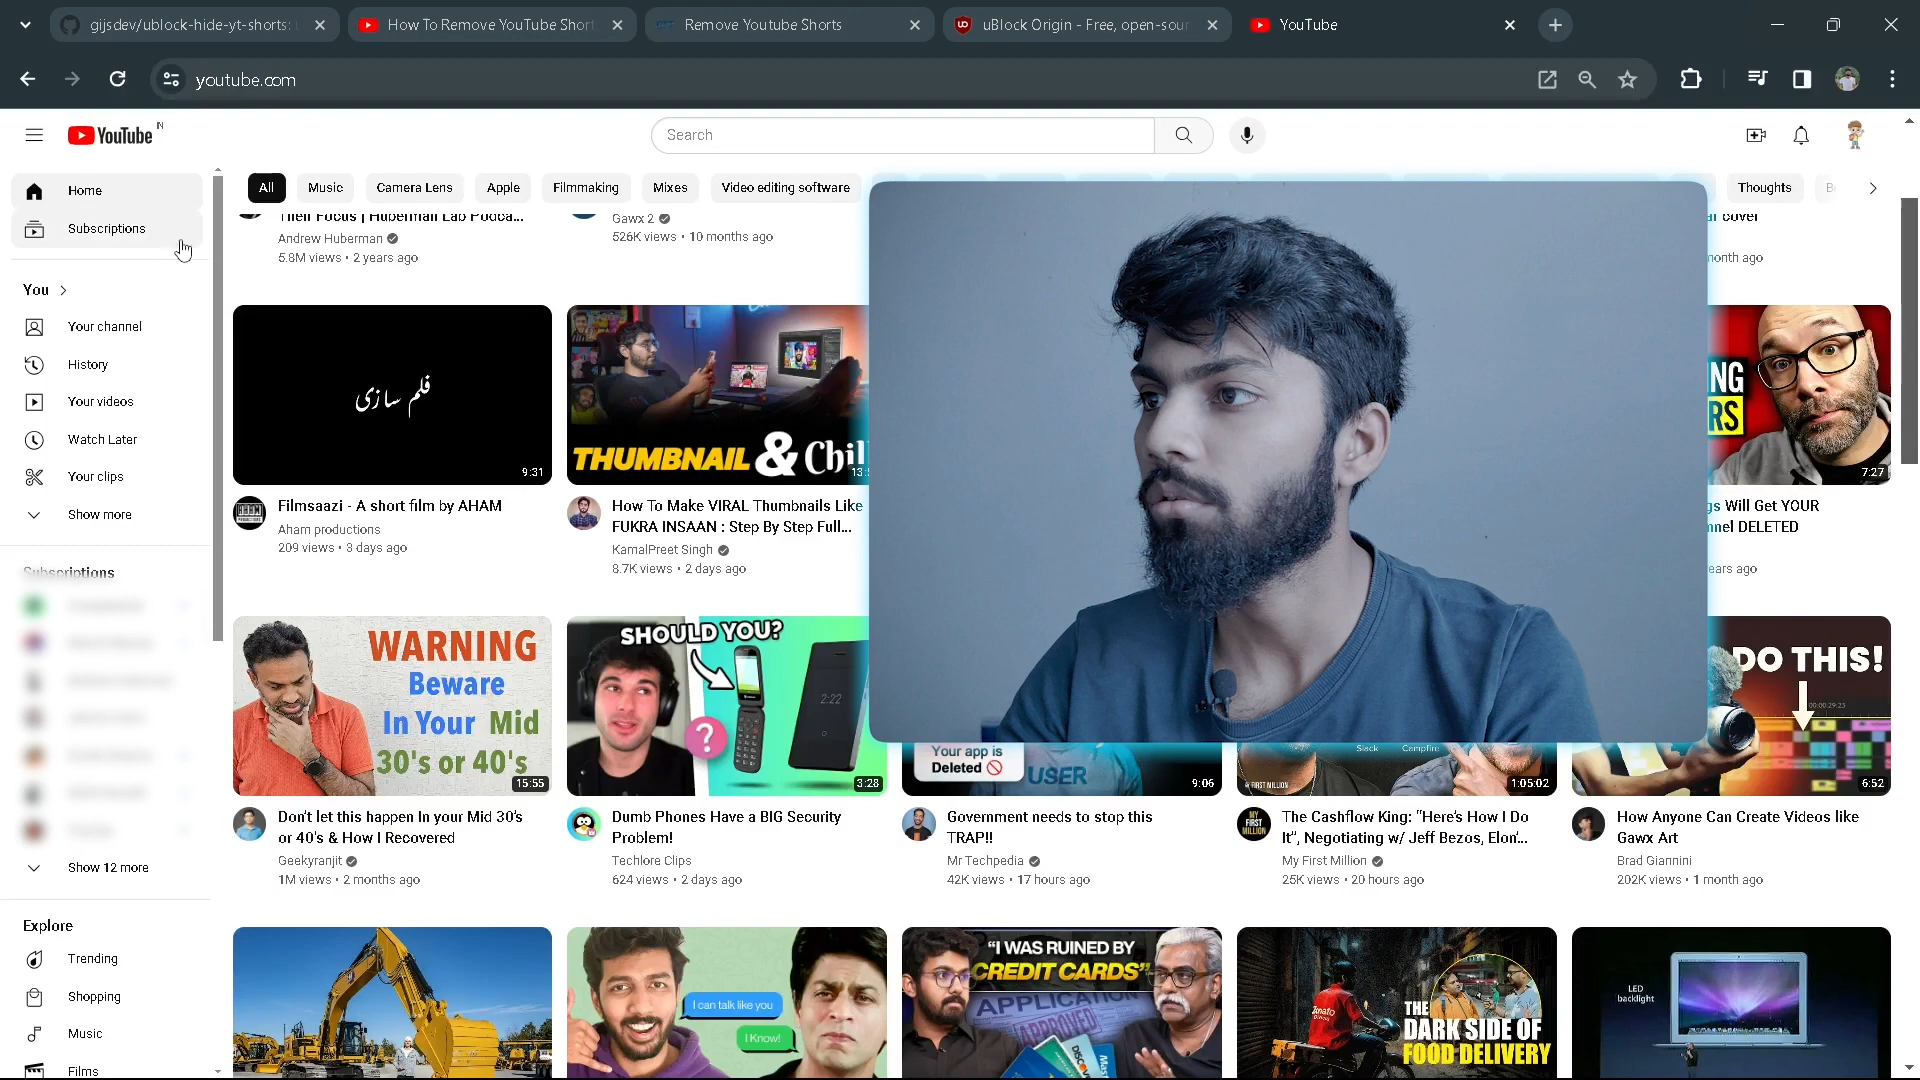 gijsdev/ublock-hide-yt-shorts:
How To Remove YouTube Short
Remove Youtube Shorts
uBlock Origin - Free, open-sour
YouTube
youtube.com
YouTube IN
Search
Home
Subscriptions
You
Your channel
History
Your videos
Watch Later
Your clips
Show more
Subscriptions
Show 12 more
Explore
Trending
Shopping
Music
Films
All
Music
Camera Lens
Apple
Filmmaking
Mixes
Video editing software
Thoughts
Their Focus | Huberman Lab Podca...
Andrew Huberman
5.8M views • 2 years ago
Gawx 2
526K views • 10 months ago
cover
month ago
فلم سازی
9:31
Filmsaazi - A short film by AHAM
Aham productions
209 views • 3 days ago
THUMBNAIL & Chil
How To Make VIRAL Thumbnails Like
FUKRA INSAAN : Step By Step Full...
KamalPreet Singh
8.7K views • 2 days ago
NG
RS
7:27
gs Will Get YOUR
nnel DELETED
ears ago
WARNING
Beware
In Your Mid
30's or 40's
15:55
Don't let this happen In your Mid 30's
or 40's & How I Recovered
Geekyranjit
1M views • 2 months ago
SHOULD YOU?
2:22
?
3:28
Dumb Phones Have a BIG Security
Problem!
Techlore Clips
624 views • 2 days ago
Your app is
Deleted
USER
9:06
Government needs to stop this
TRAP!!
Mr Techpedia
42K views • 17 hours ago
Slack
Campfire
FIRST MILLION
1:05:02
MY FIRST MILLION
The Cashflow King: "Here's How I Do
It", Negotiating w/ Jeff Bezos, Elon'...
My First Million
25K views • 20 hours ago
DO THIS!
00:00:29:23
6:52
How Anyone Can Create Videos like
Gawx Art
Brad Giannini
202K views • 1 month ago
I can talk like you
I Know!
"I WAS RUINED BY
CREDIT CARDS"
APPLICATION
APPROVED
DISCOVER
zomato
THE
DARK SIDE OF
FOOD DELIVERY
LED
backlight